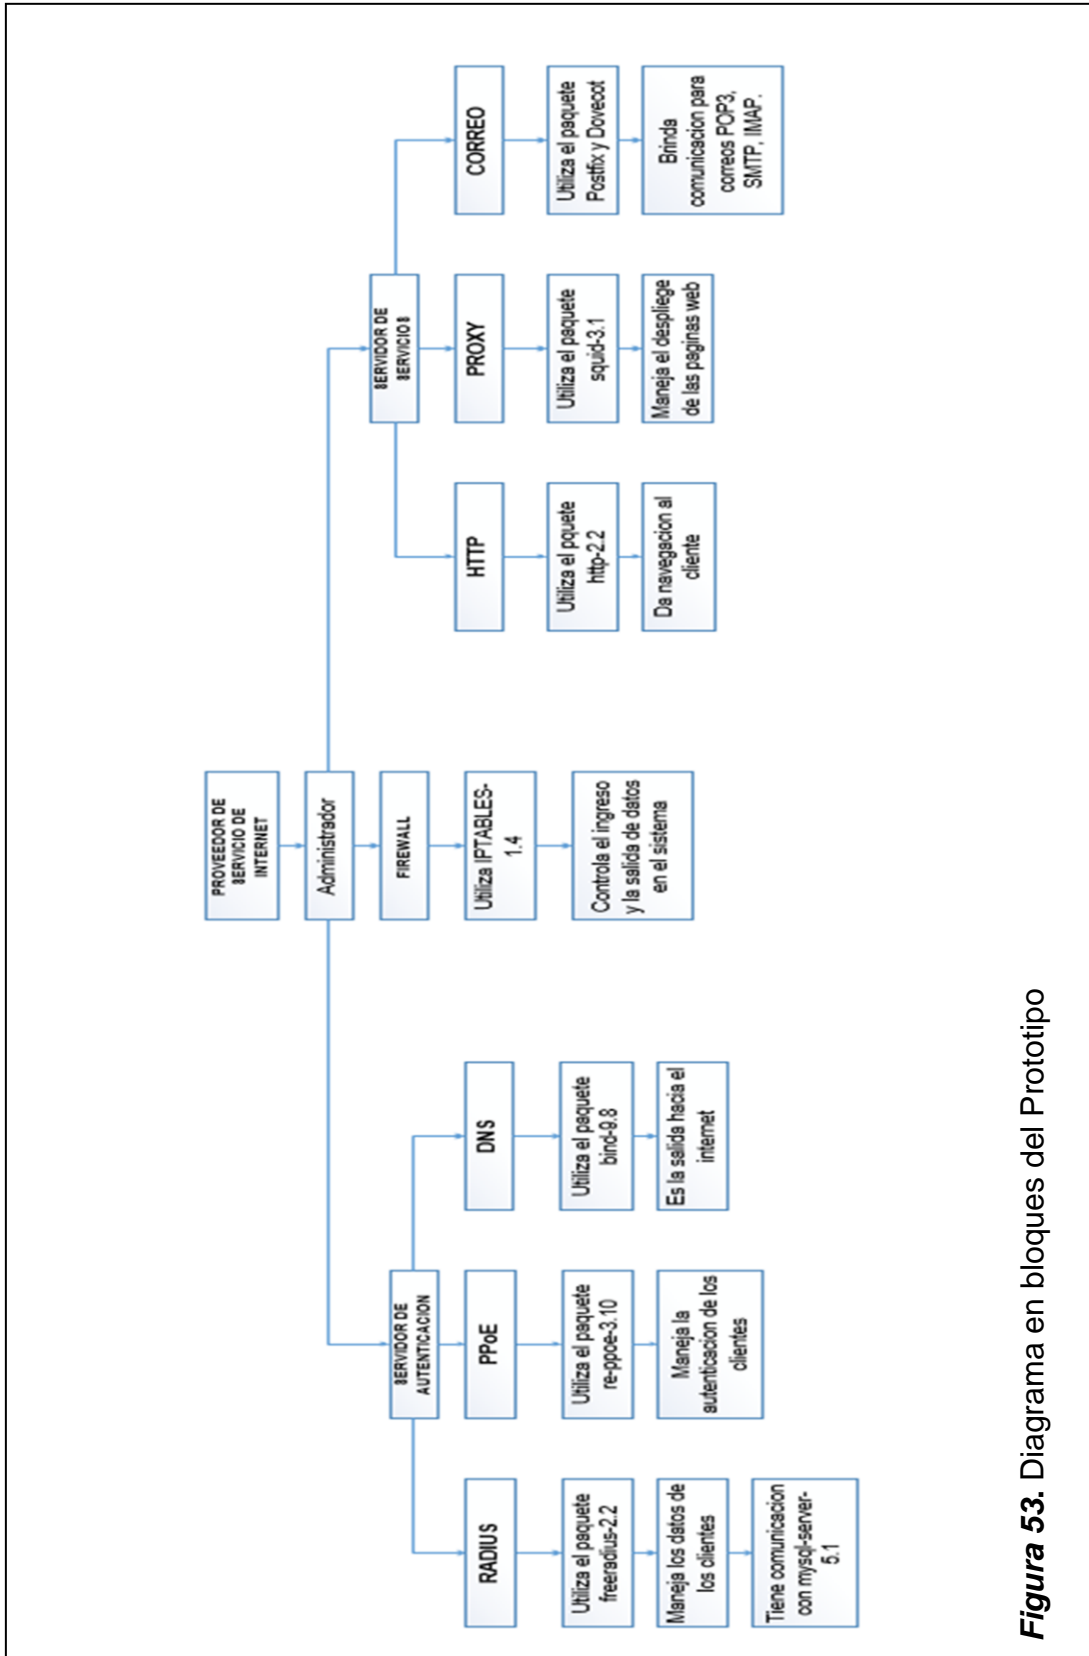 PROVEEDOR DE
SERVICIO DE
INTERNET
Administrador
SERVIDOR DE
AUTENTICACION
FIREWALL
SERVIDOR DE
SERVICIOS
RADIUS
Utiliza el paquete
freeradius-2.2
Maneja los datos de
los clientes
Tiene comunicacion
con mysql-server-
5.1
PPoE
Utiliza el paquete
re-ppoe-3.10
Maneja la
autenticacion de los
clientes
DNS
Utiliza el paquete
bind-9.8
Es la salida hacia el
internet
Utiliza IPTABLES-
1.4
Controla el ingreso
y la salida de datos
en el sistema
HTTP
Utiliza el pquete
http-2.2
Da navegacion al
cliente
PROXY
Utiliza el paquete
squid-3.1
Maneja el despliege
de las paginas web
CORREO
Utiliza el paquete
Postfix y Dovecot
Brinda
comunicacion para
correos POP3,
SMTP, IMAP.
Figura 53. Diagrama en bloques del Prototipo